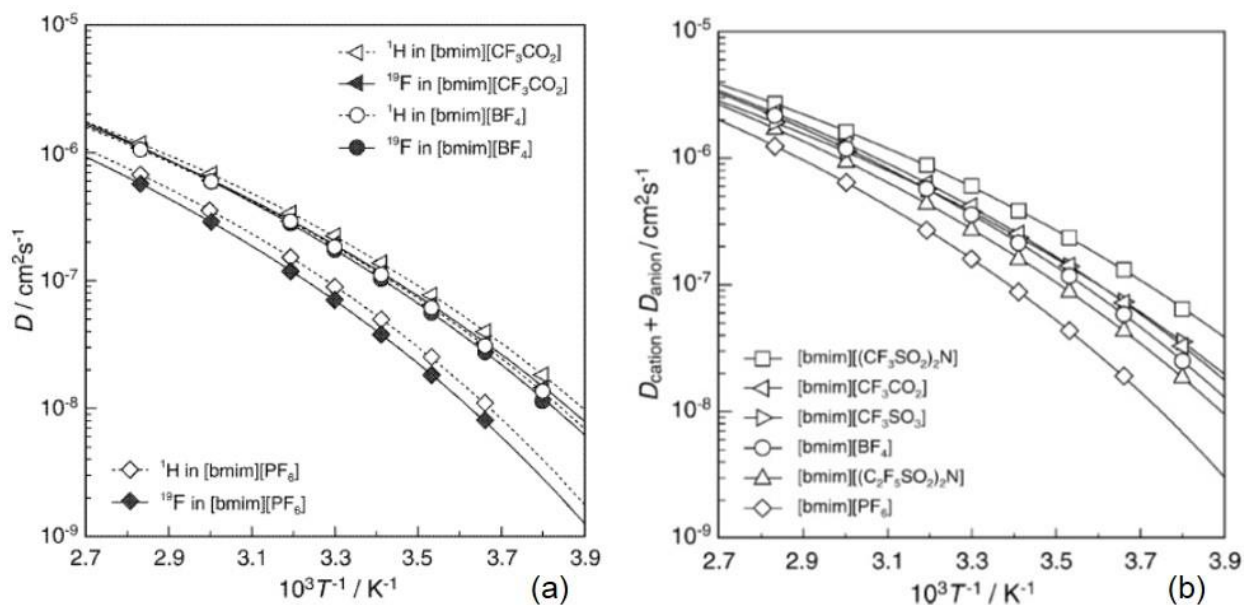 10⁻⁵
10⁻⁶
10⁻⁷
10⁻⁸
10⁻⁹
D / cm²s⁻¹
¹H in [bmim][CF₃CO₂]
¹⁹F in [bmim][CF₃CO₂]
¹H in [bmim][BF₄]
¹⁹F in [bmim][BF₄]
¹H in [bmim][PF₆]
¹⁹F in [bmim][PF₆]
2.7 3.0 3.1 3.3 3.5 3.7 3.9
10³T⁻¹ / K⁻¹
(a)
10⁻⁵
10⁻⁶
10⁻⁷
10⁻⁸
10⁻⁹
D_cation + D_anion / cm²s⁻¹
[bmim][(CF₃SO₂)₂N]
[bmim][CF₃CO₂]
[bmim][CF₃SO₃]
[bmim][BF₄]
[bmim][(C₂F₅SO₂)₂N]
[bmim][PF₆]
2.7 2.9 3.1 3.3 3.5 3.7 3.9
10³T⁻¹ / K⁻¹
(b)